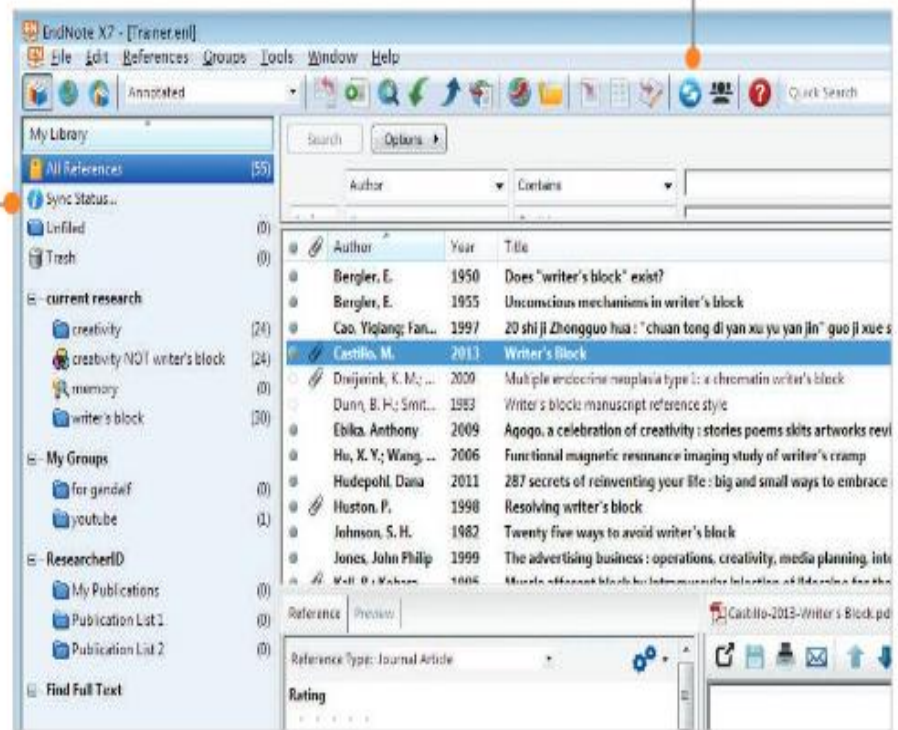 EndNote X7 - [Trainer.enl]
File Edit References Groups Tools Window Help
Annotated Quick Search
My Library
All References (55)
Sync Status...
Unfiled (0)
Trash (0)
current research
creativity (24)
creativity NOT writer's block (24)
memory (0)
writer's block (30)
My Groups
for gandalf (0)
youtube (1)
ResearcherID
My Publications (0)
Publication List 1 (0)
Publication List 2 (0)
Find Full Text
Search Options
Author Contains
Author Year Title
Bergler, E. 1950 Does "writer's block" exist?
Bergler, E. 1955 Unconscious mechanisms in writer's block
Cao, Yiqiang; Fan... 1997 20 shi ji Zhongguo hua : "chuan tong di yan xu yu yan jin" guo ji xue s
Castillo, M. 2013 Writer's Block
Dreijerink, K. M.; ... 2009 Multiple endocrine neoplasia type 1: a chromatin writer's block
Dunn, B. H.; Smit... 1983 Writer's block: manuscript reference style
Ebika, Anthony 2009 Agogo, a celebration of creativity : stories poems skits artworks revi
Hu, X. Y.; Wang, ... 2006 Functional magnetic resonance imaging study of writer's cramp
Hudepohl, Dana 2011 287 secrets of reinventing your life : big and small ways to embrace
Huston, P. 1998 Resolving writer's block
Johnson, S. H. 1982 Twenty five ways to avoid writer's block
Jones, John Philip 1999 The advertising business : operations, creativity, media planning, inte
Reference Preview
Reference Type: Journal Article
Rating
Castillo-2013-Writer's Block.pd